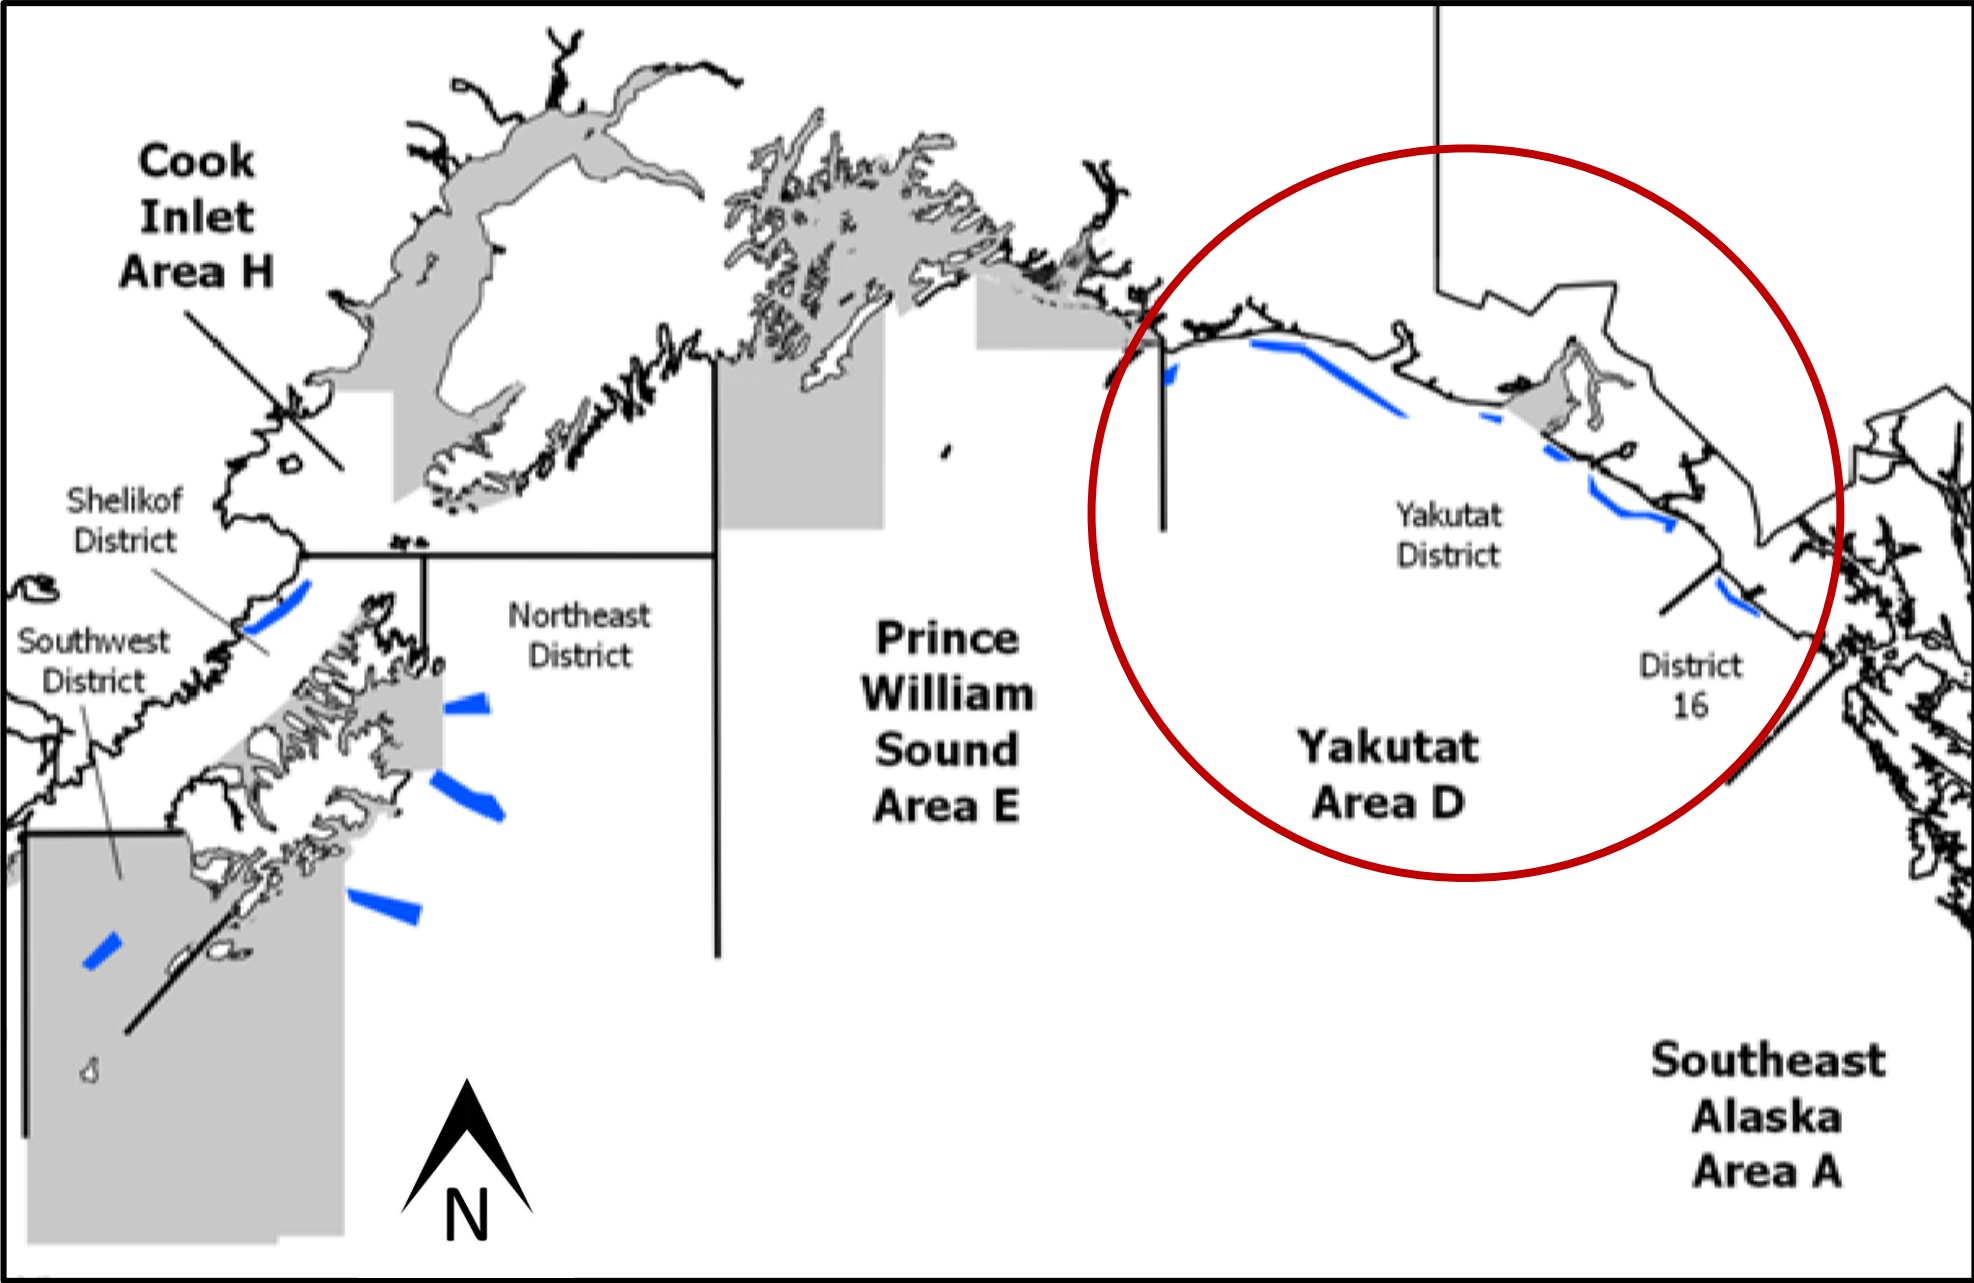 Cook
Inlet
Area H
Shelikof
District
Southwest
District
Northeast
District
Prince
William
Sound
Area E
Yakutat
District
District
16
Yakutat
Area D
Southeast
Alaska
Area A
N